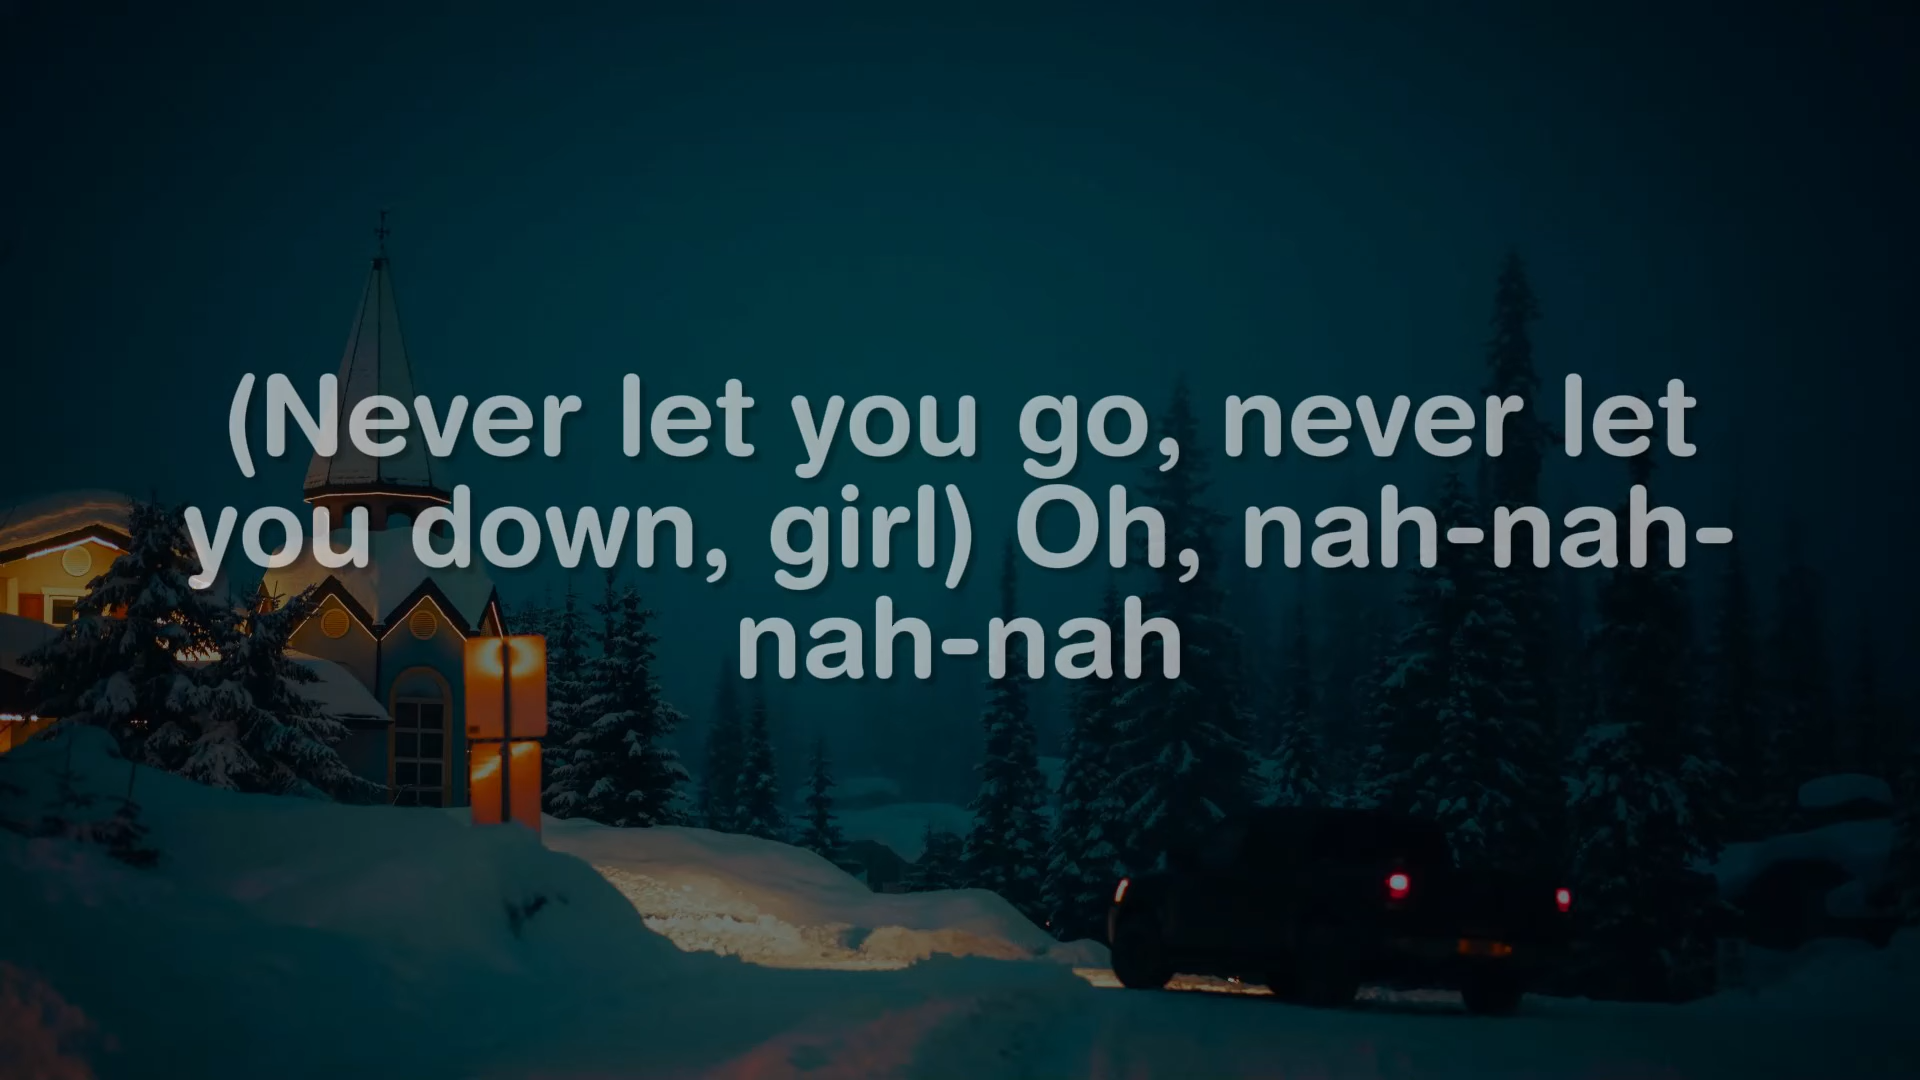 (Never let you go, never let
you down, girl) Oh, nah-nah-
nah-nah